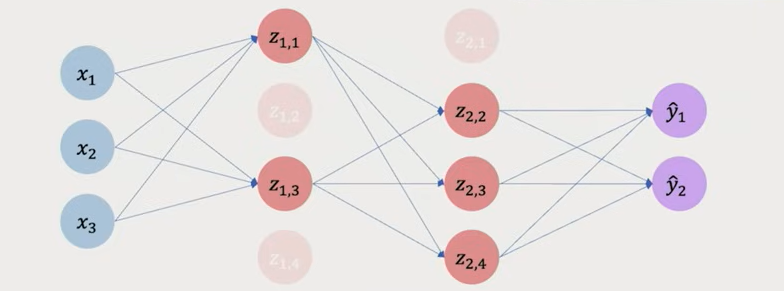 x₁
x₂
x₃
z₁,₁
z₁,₂
z₁,₃
z₁,₄
z₂,₁
z₂,₂
z₂,₃
z₂,₄
ŷ₁
ŷ₂